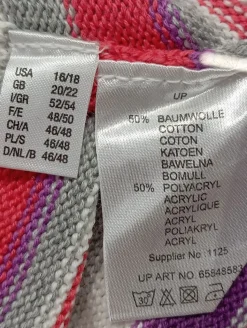 USA 16/18
GB 20/22
I/GR 52/54
F/E 48/50
CH/A 46/48
PL/S 46/48
D/NL/B 46/48
UP
50% BAUMWOLLE
COTTON
COTON
KATOEN
BAWELNA
BOMULL
50% POLYACRYL
ACRYLIC
ACRYLIQUE
ACRYL
POLIAKRYL
ACRYL
Supplier No.: 1125
UP ART NO.
30